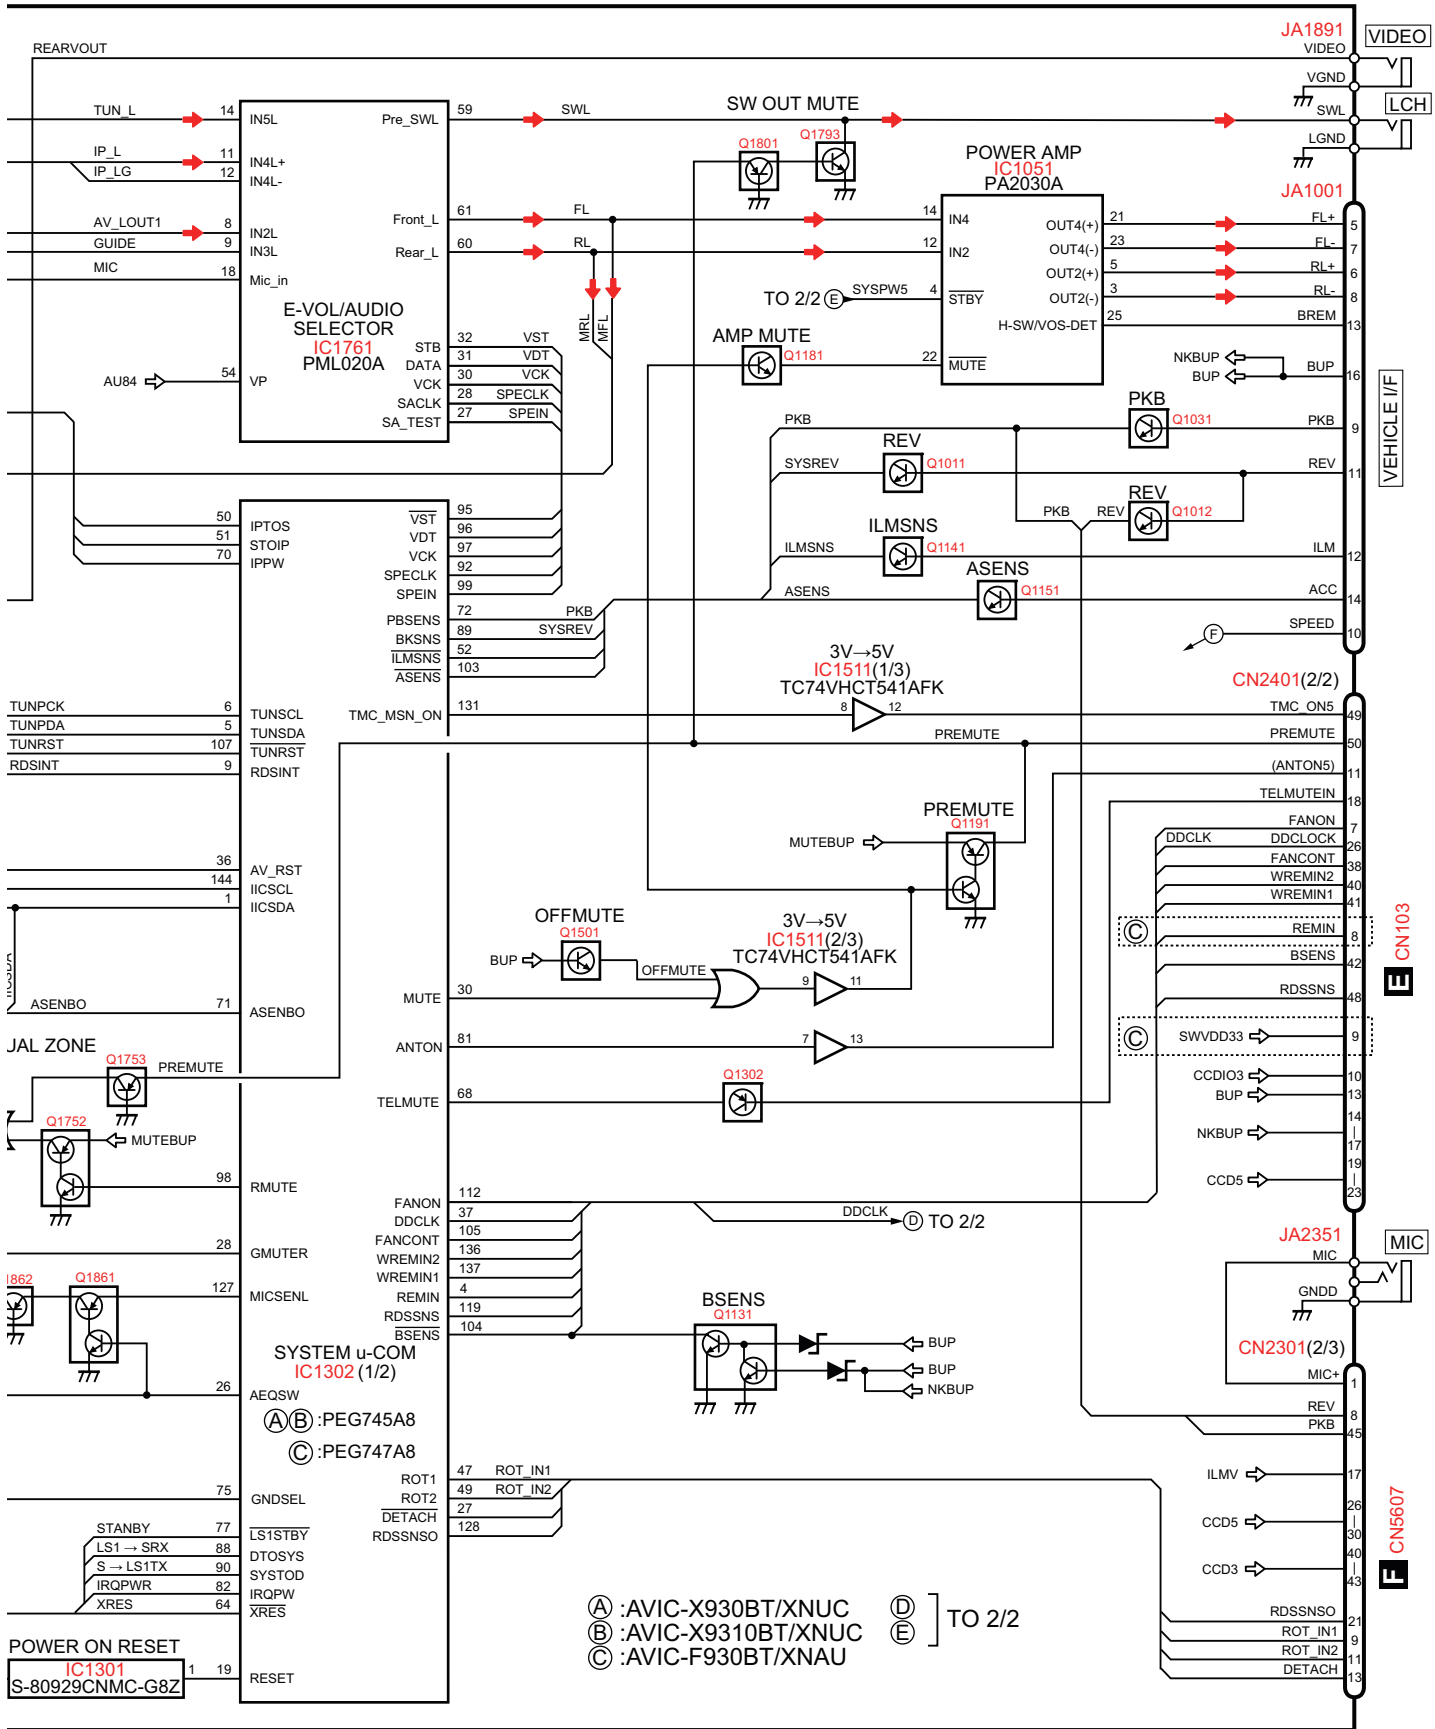 JA1891
VIDEO
REARVOUT
VIDEO
VGND
TUN_L 14 IN5L Pre_SWL 59 SWL
SW OUT MUTE
Q1801 Q1793
SWL LCH
LGND
IP_L 11 IN4L+
IP_LG 12 IN4L-
POWER AMP
IC1051
PA2030A
JA1001
AV_LOUT1 8 IN2L Front_L 61 FL 14 IN4 OUT4(+) 21 FL+ 5
GUIDE 9 IN3L Rear_L 60 RL 12 IN2 OUT4(-) 23 FL- 7
MIC 18 Mic_in OUT2(+) 5 RL+ 6
TO 2/2 E SYSPW5 4 STBY OUT2(-) 3 RL- 8
E-VOL/AUDIO
SELECTOR
IC1761
PML020A
MRL
MFL
H-SW/VOS-DET 25 BREM 13
AMP MUTE
Q1181 22 MUTE
NKBUP
BUP BUP 16
STB 32 VST
DATA 31 VDT
VCK 30 VCK
SACLK 28 SPECLK
SA_TEST 27 SPEIN
AU84 54 VP
VEHICLE I/F
PKB
PKB Q1031 PKB 9
REV
SYSREV Q1011 REV 11
REV
PKB REV Q1012
ILMSNS
ILMSNS Q1141 ILM 12
ASENS
ASENS Q1151 ACC 14
F SPEED 10
50 IPTOS VST 95
51 STOIP VDT 96
70 IPPW VCK 97
SPECLK 92
SPEIN 99
PBSENS 72 PKB
BKSNS 89 SYSREV
ILMSNS 52
ASENS 103
3V→5V
IC1511(1/3)
TC74VHCT541AFK
CN2401(2/2)
TUNPCK 6 TUNSCL TMC_MSN_ON 131 8 12 TMC_ON5 49
TUNPDA 5 TUNSDA
TUNRST 107 TUNRST PREMUTE PREMUTE 50
RDSINT 9 RDSINT (ANTON5) 11
TELMUTEIN 18
PREMUTE
Q1191
MUTEBUP
FANON 7
DDCLK DDCLOCK 26
FANCONT 38
WREMIN2 40
WREMIN1 41
C REMIN 8
BSENS 42
RDSSNS 48
C SWVDD33 9
CCDIO3 10
BUP 13
14
|
NKBUP 17
19
|
CCD5 23
E CN103
36 AV_RST
144 IICSCL
1 IICSDA
OFFMUTE
Q1501
BUP OFFMUTE
3V→5V
IC1511(2/3)
TC74VHCT541AFK
9 11
MUTE 30
ASENBO 71 ASENBO
ANTON 81 7 13
UAL ZONE
Q1753 PREMUTE
Q1302
TELMUTE 68
Q1752
MUTEBUP
98 RMUTE
FANON 112
DDCLK 37 DDCLK D TO 2/2
FANCONT 105
WREMIN2 136
WREMIN1 137
REMIN 4
RDSSNS 119
BSENS 104
28 GMUTER
1862 Q1861 127 MICSENL
JA2351
MIC MIC
GNDD
BSENS
Q1131
BUP
BUP
NKBUP
CN2301(2/3)
MIC+ 1
REV 8
PKB 45
ILMV 17
26
|
CCD5 30
40
|
CCD3 43
F CN5607
SYSTEM u-COM
IC1302 (1/2)
26 AEQSW
A B :PEG745A8
C :PEG747A8
ROT1 47 ROT_IN1
ROT2 49 ROT_IN2
DETACH 27
RDSSNSO 128
75 GNDSEL
STANBY 77 LS1STBY
LS1→SRX 88 DTOSYS
S→LS1TX 90 SYSTOD
IRQPWR 82 IRQPW
XRES 64 XRES
RDSSNSO 21
ROT_IN1 9
ROT_IN2 11
DETACH 13
A :AVIC-X930BT/XNUC D
B :AVIC-X9310BT/XNUC E TO 2/2
C :AVIC-F930BT/XNAU
POWER ON RESET
IC1301
S-80929CNMC-G8Z 1 19 RESET